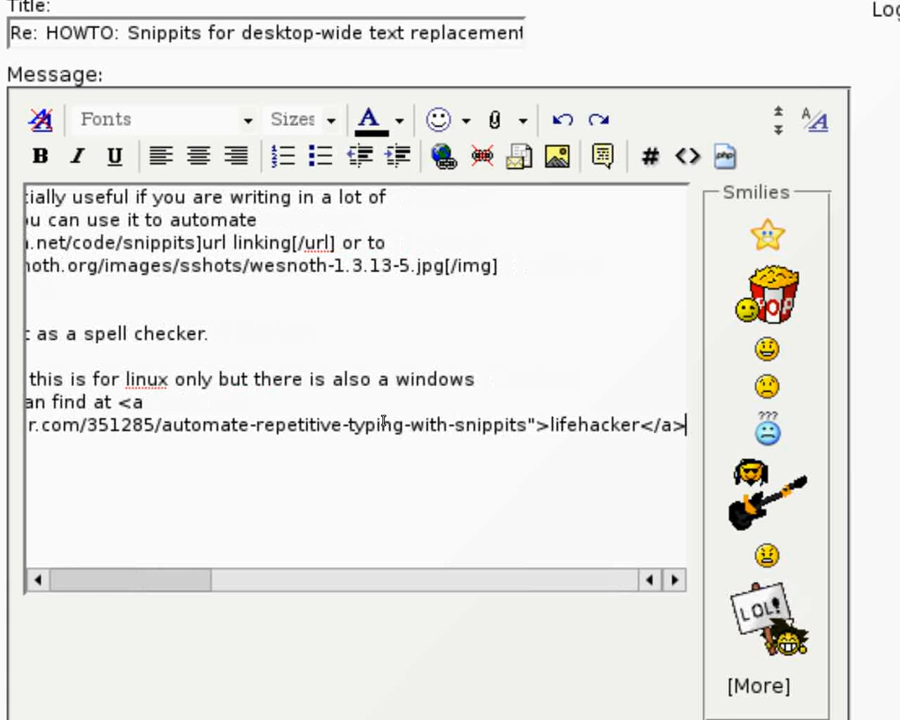 Title:
Log
Re: HOWTO: Snippits for desktop-wide text replacement
Message:
Fonts
Sizes
A
A/A
B I U
# <> php
tially useful if you are writing in a lot of
ou can use it to automate
.net/code/snippits]url linking[/url] or to
noth.org/images/sshots/wesnoth-1.3.13-5.jpg[/img]
t as a spell checker.
this is for linux only but there is also a windows
an find at <a
r.com/351285/automate-repetitive-typing-with-snippits">lifehacker</a>
Smilies
POP
???
LOL!
[More]